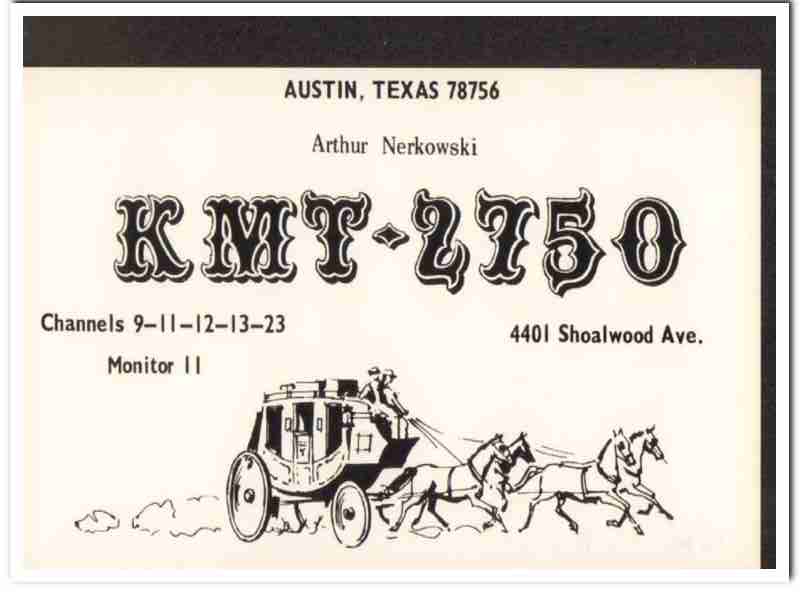 AUSTIN, TEXAS 78756
Arthur Nerkowski
KMT-2750
Channels 9-11-12-13-23
4401 Shoalwood Ave.
Monitor 11